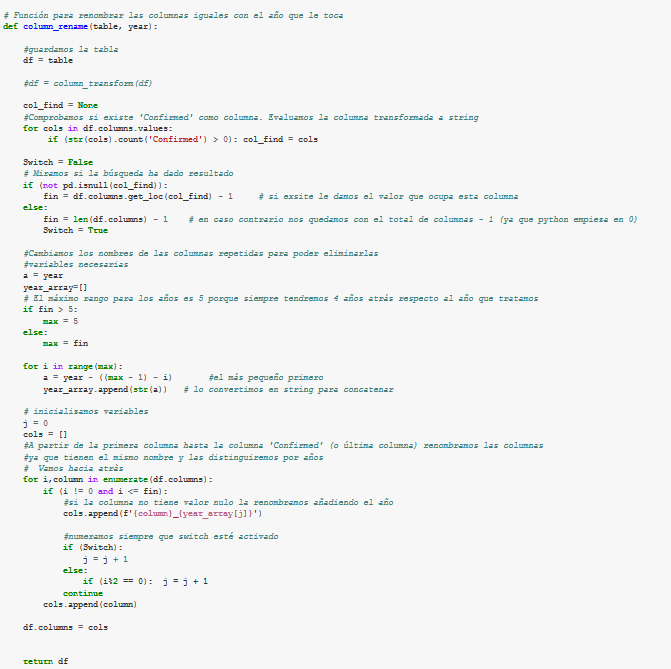 # Función para renombrar las columnas iguales con el año que le toca
def column_rename(table, year):
#guardamos la tabla
df = table
#df = column_transform(df)
col_find = None
#Comprobamos si existe 'Confirmed' como columna. Evaluamos la columna transformada a string
for cols in df.columns.values:
if (str(cols).count('Confirmed') > 0): col_find = cols
Switch = False
# Miramos si la búsqueda ha dado resultado
if (not pd.isnull(col_find)):
fin = df.columns.get_loc(col_find) - 1 # si exsite le damos el valor que ocupa esta columna
else:
fin = len(df.columns) - 1 # en caso contrario nos quedamos con el total de columnas - 1 (ya que python empiesa en 0)
Switch = True
#Cambiamos los nombres de las columnas repetidas para poder eliminarlas
#variables necesarias
a = year
year_array=[]
# El máximo rango para los años es 5 porque siempre tendremos 4 años atrás respecto al año que tratamos
if fin > 5:
max = 5
else:
max = fin
for i in range(max):
a = year - ((max - 1) - i) #el más pequeño primero
year_array.append(str(a)) # lo convertimos en string para concatenar
# inicializamos variables
j = 0
cols = []
#A partir de la primera columna hasta la columna 'Confirmed' (o última columna) renombramos las columnas
#ya que tienen el mismo nombre y las distinguiremos por años
# Vamos hacia atrás
for i,column in enumerate(df.columns):
if (i != 0 and i <= fin):
#si la columna no tiene valor nulo la renombramos añadiendo el año
cols.append(f'{column}_{year_array[j]}')
#numeramos siempre que switch esté activado
if (Switch):
j = j + 1
else:
if (i%2 == 0): j = j + 1
continue
cols.append(column)
df.columns = cols
return df